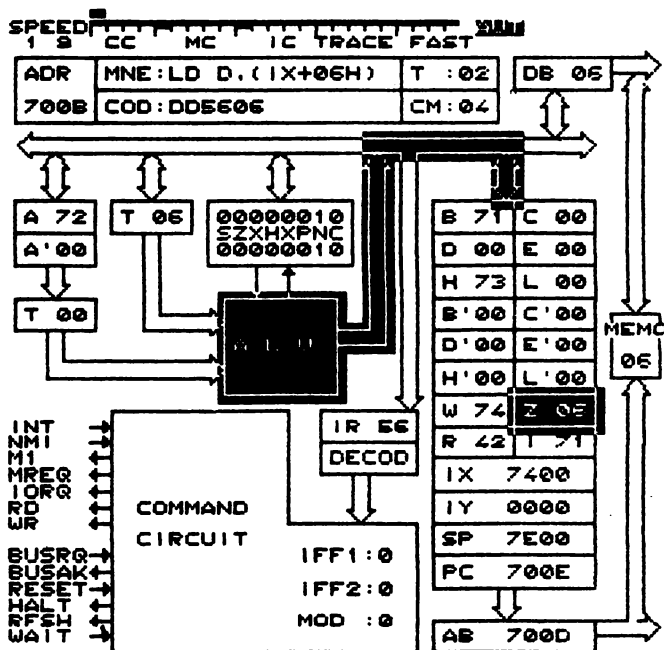 SPEED
1 8 CC MC IC TRACE FAST
ADR MNE:LD D,(IX+06H) T :02 DB 06
700B COD:DD5606 CM:04
A 72 T 06 00000010 B 71 C 00
SZXHXPNC
A'00 00000010 D 00 E 00
H 73 L 00
T 00 B'00 C'00 MEMO
ALU D'00 E'00 06
H'00 L'00
W 74
INT IR 56 R 42 I 71
NMI
M1 DECOD
MREQ IX 7400
IORQ
RD COMMAND IY 0000
WR
CIRCUIT SP 7E00
BUSRQ IFF1:0
BUSAK PC 700E
RESET IFF2:0
HALT
RFSH MOD :0
WAIT AB 700D